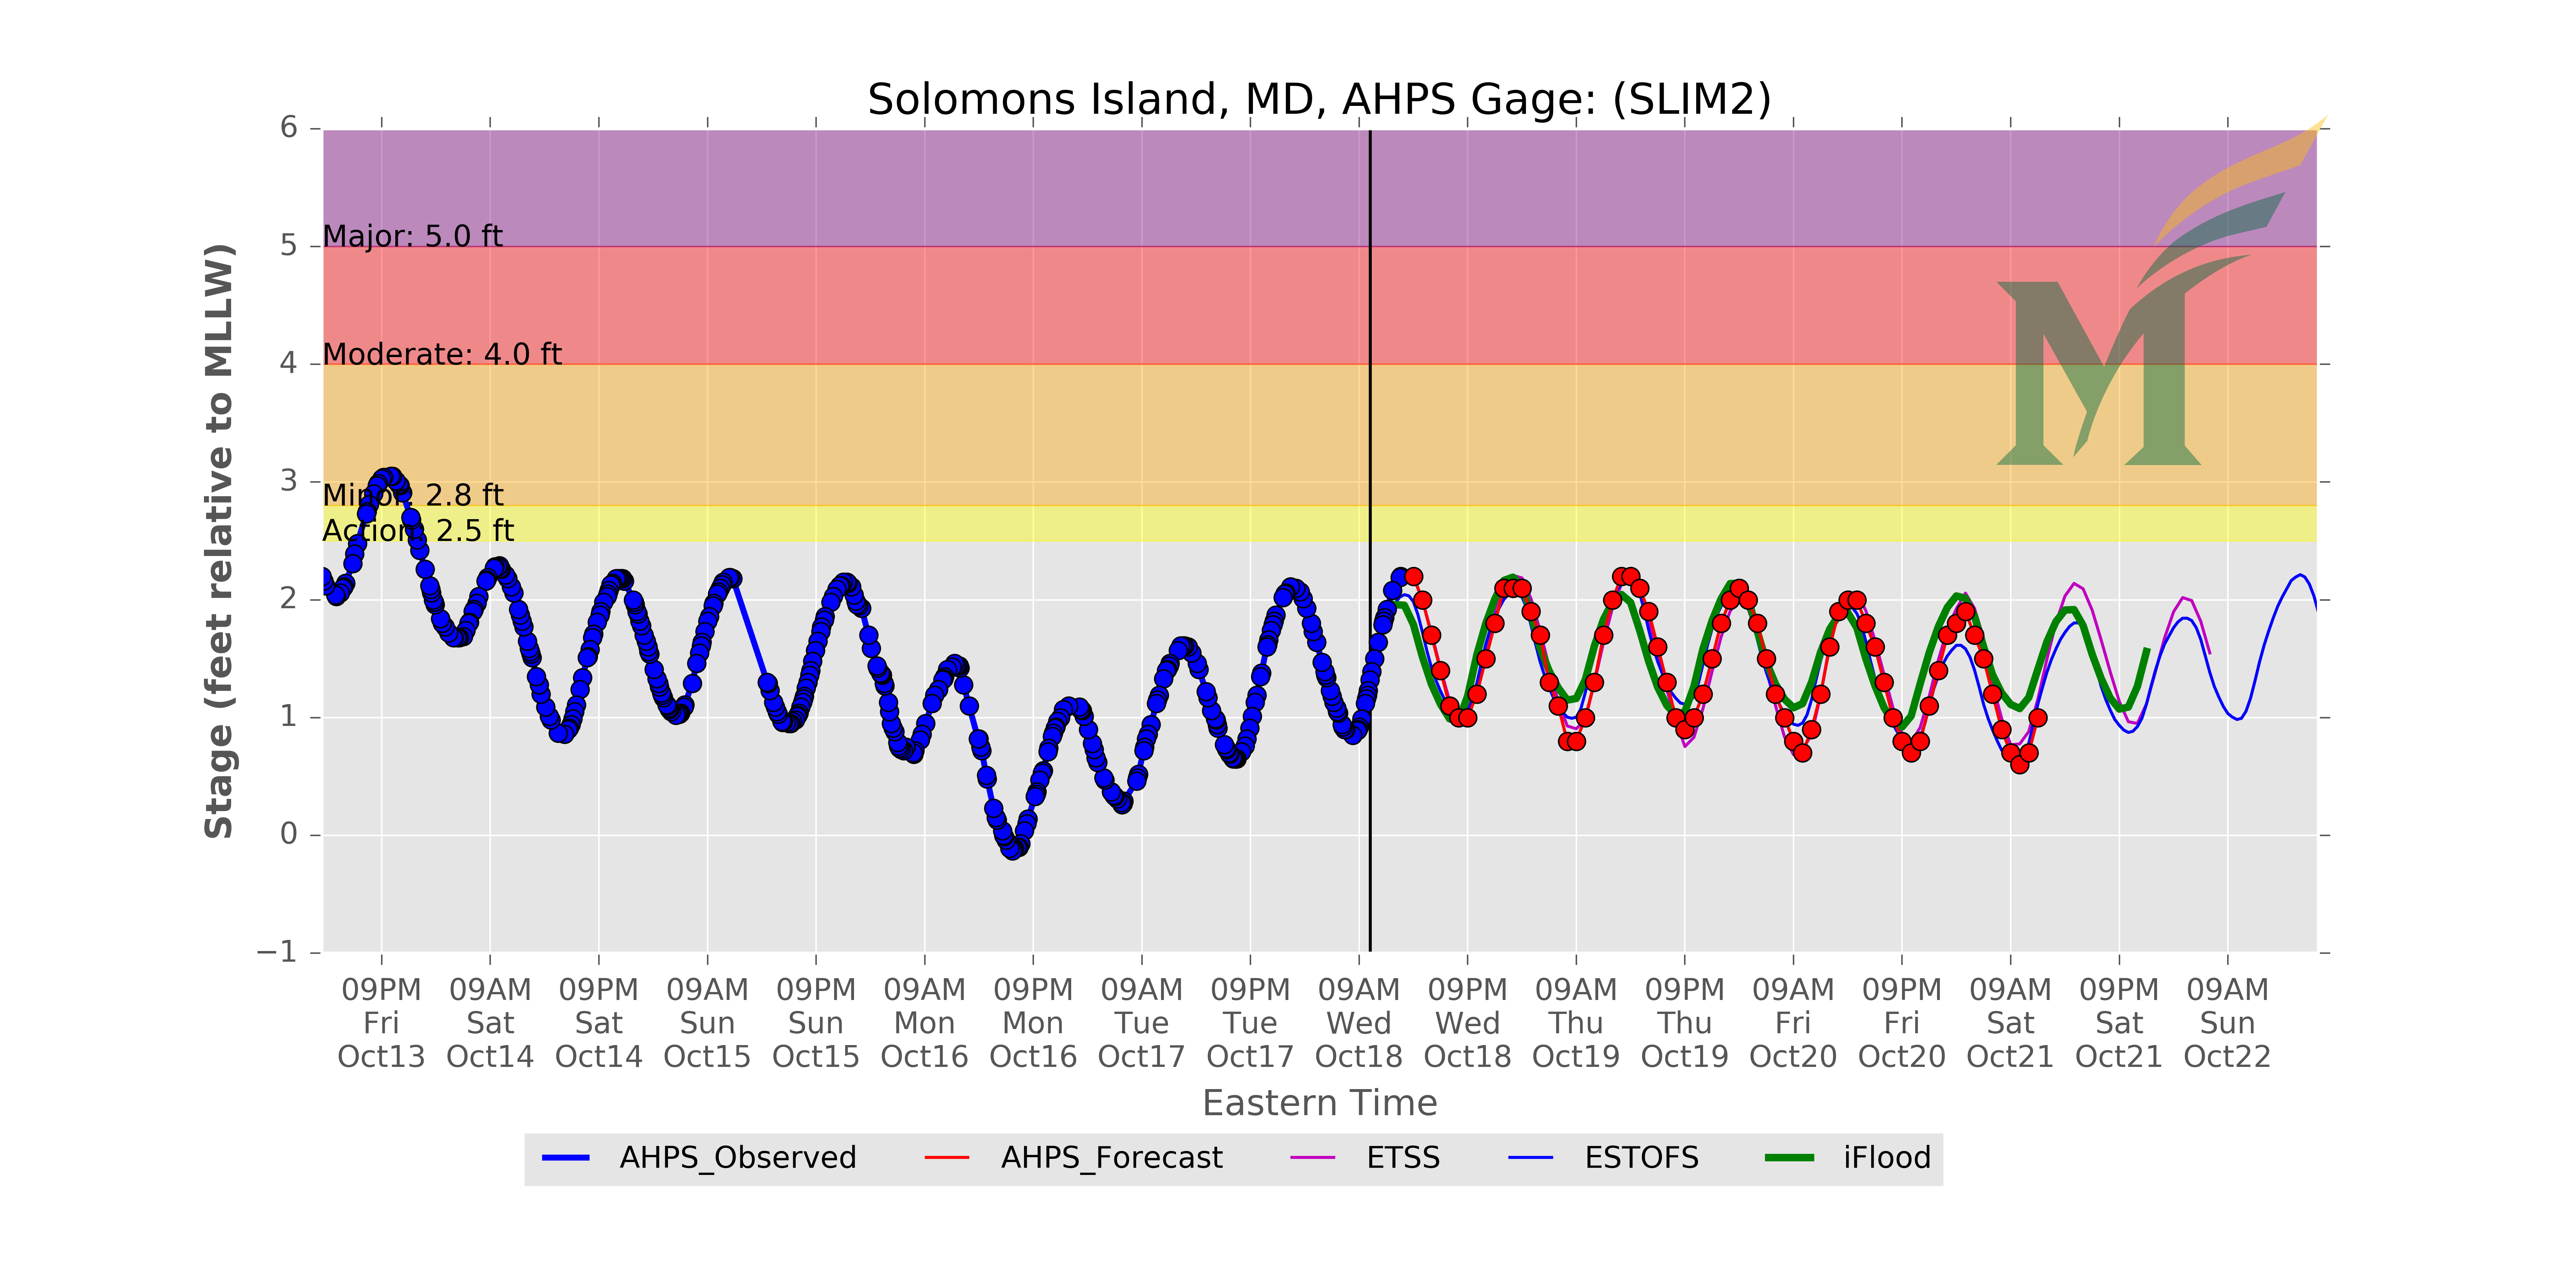 Solomons Island, MD, AHPS Gage: (SLIM2)
Stage (feet relative to MLLW)
6
5
4
3
2
1
0
−1
Major: 5.0 ft
Moderate: 4.0 ft
Minor: 2.8 ft
Action: 2.5 ft
M
09PM 09AM 09PM 09AM 09PM 09AM 09PM 09AM 09PM 09AM 09PM 09AM 09PM 09AM 09PM 09AM 09PM 09AM
Fri Sat Sat Sun Sun Mon Mon Tue Tue Wed Wed Thu Thu Fri Fri Sat Sat Sun
Oct13 Oct14 Oct14 Oct15 Oct15 Oct16 Oct16 Oct17 Oct17 Oct18 Oct18 Oct19 Oct19 Oct20 Oct20 Oct21 Oct21 Oct22
Eastern Time
AHPS_Observed AHPS_Forecast ETSS ESTOFS iFlood